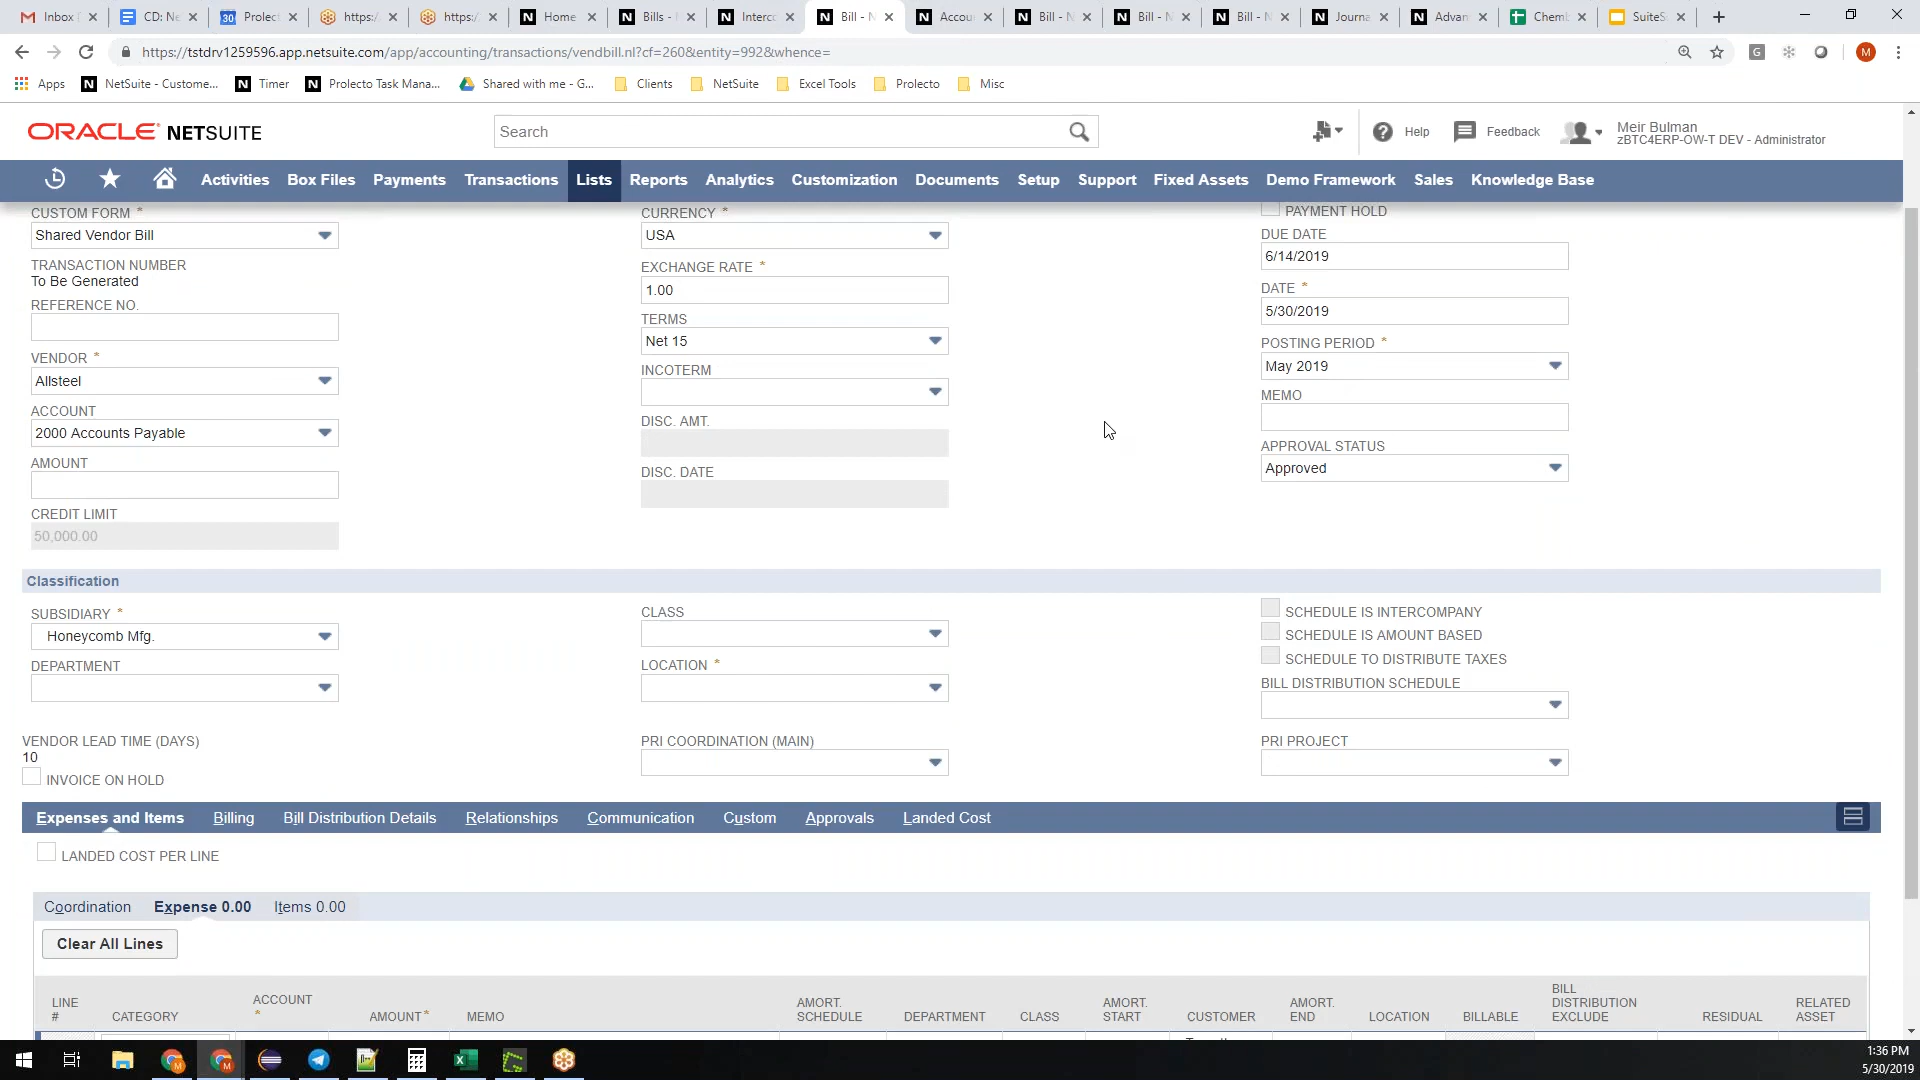 Inbox
CD: Ne
Prolect
https:/
https:/
Home
Bills -
Interco
Bill - N
Accou
Bill - N
Bill - N
Bill - N
Journa
Advan
Chemb
SuiteS
https://tstdrv1259596.app.netsuite.com/app/accounting/transactions/vendbill.nl?cf=260&entity=992&whence=
Apps
NetSuite - Custome...
Timer
Prolecto Task Mana...
Shared with me - G...
Clients
NetSuite
Excel Tools
Prolecto
Misc
ORACLE NETSUITE
Search
Help
Feedback
Meir Bulman
zBTC4ERP-OW-T DEV - Administrator
Activities
Box Files
Payments
Transactions
Lists
Reports
Analytics
Customization
Documents
Setup
Support
Fixed Assets
Demo Framework
Sales
Knowledge Base
CUSTOM FORM *
Shared Vendor Bill
TRANSACTION NUMBER
To Be Generated
REFERENCE NO.
VENDOR *
Allsteel
ACCOUNT
2000 Accounts Payable
AMOUNT
CREDIT LIMIT
50,000.00
CURRENCY *
USA
EXCHANGE RATE *
1.00
TERMS
Net 15
INCOTERM
DISC. AMT.
DISC. DATE
PAYMENT HOLD
DUE DATE
6/14/2019
DATE *
5/30/2019
POSTING PERIOD *
May 2019
MEMO
APPROVAL STATUS
Approved
Classification
SUBSIDIARY *
Honeycomb Mfg.
DEPARTMENT
CLASS
LOCATION *
SCHEDULE IS INTERCOMPANY
SCHEDULE IS AMOUNT BASED
SCHEDULE TO DISTRIBUTE TAXES
BILL DISTRIBUTION SCHEDULE
VENDOR LEAD TIME (DAYS)
10
INVOICE ON HOLD
PRI COORDINATION (MAIN)
PRI PROJECT
Expenses and Items
Billing
Bill Distribution Details
Relationships
Communication
Custom
Approvals
Landed Cost
LANDED COST PER LINE
Coordination
Expense 0.00
Items 0.00
Clear All Lines
LINE
#
CATEGORY
ACCOUNT
*
AMOUNT *
MEMO
AMORT.
SCHEDULE
DEPARTMENT
CLASS
AMORT.
START
CUSTOMER
AMORT.
END
LOCATION
BILLABLE
BILL
DISTRIBUTION
EXCLUDE
RESIDUAL
RELATED
ASSET
1:36 PM
5/30/2019